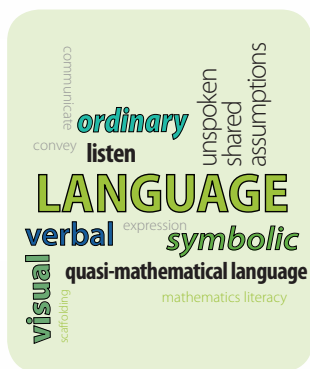 communicate
ordinary
unspoken
shared
assumptions
convey
listen
LANGUAGE
verbal
expression
symbolic
visual
quasi-mathematical language
scaffolding
mathematics literacy